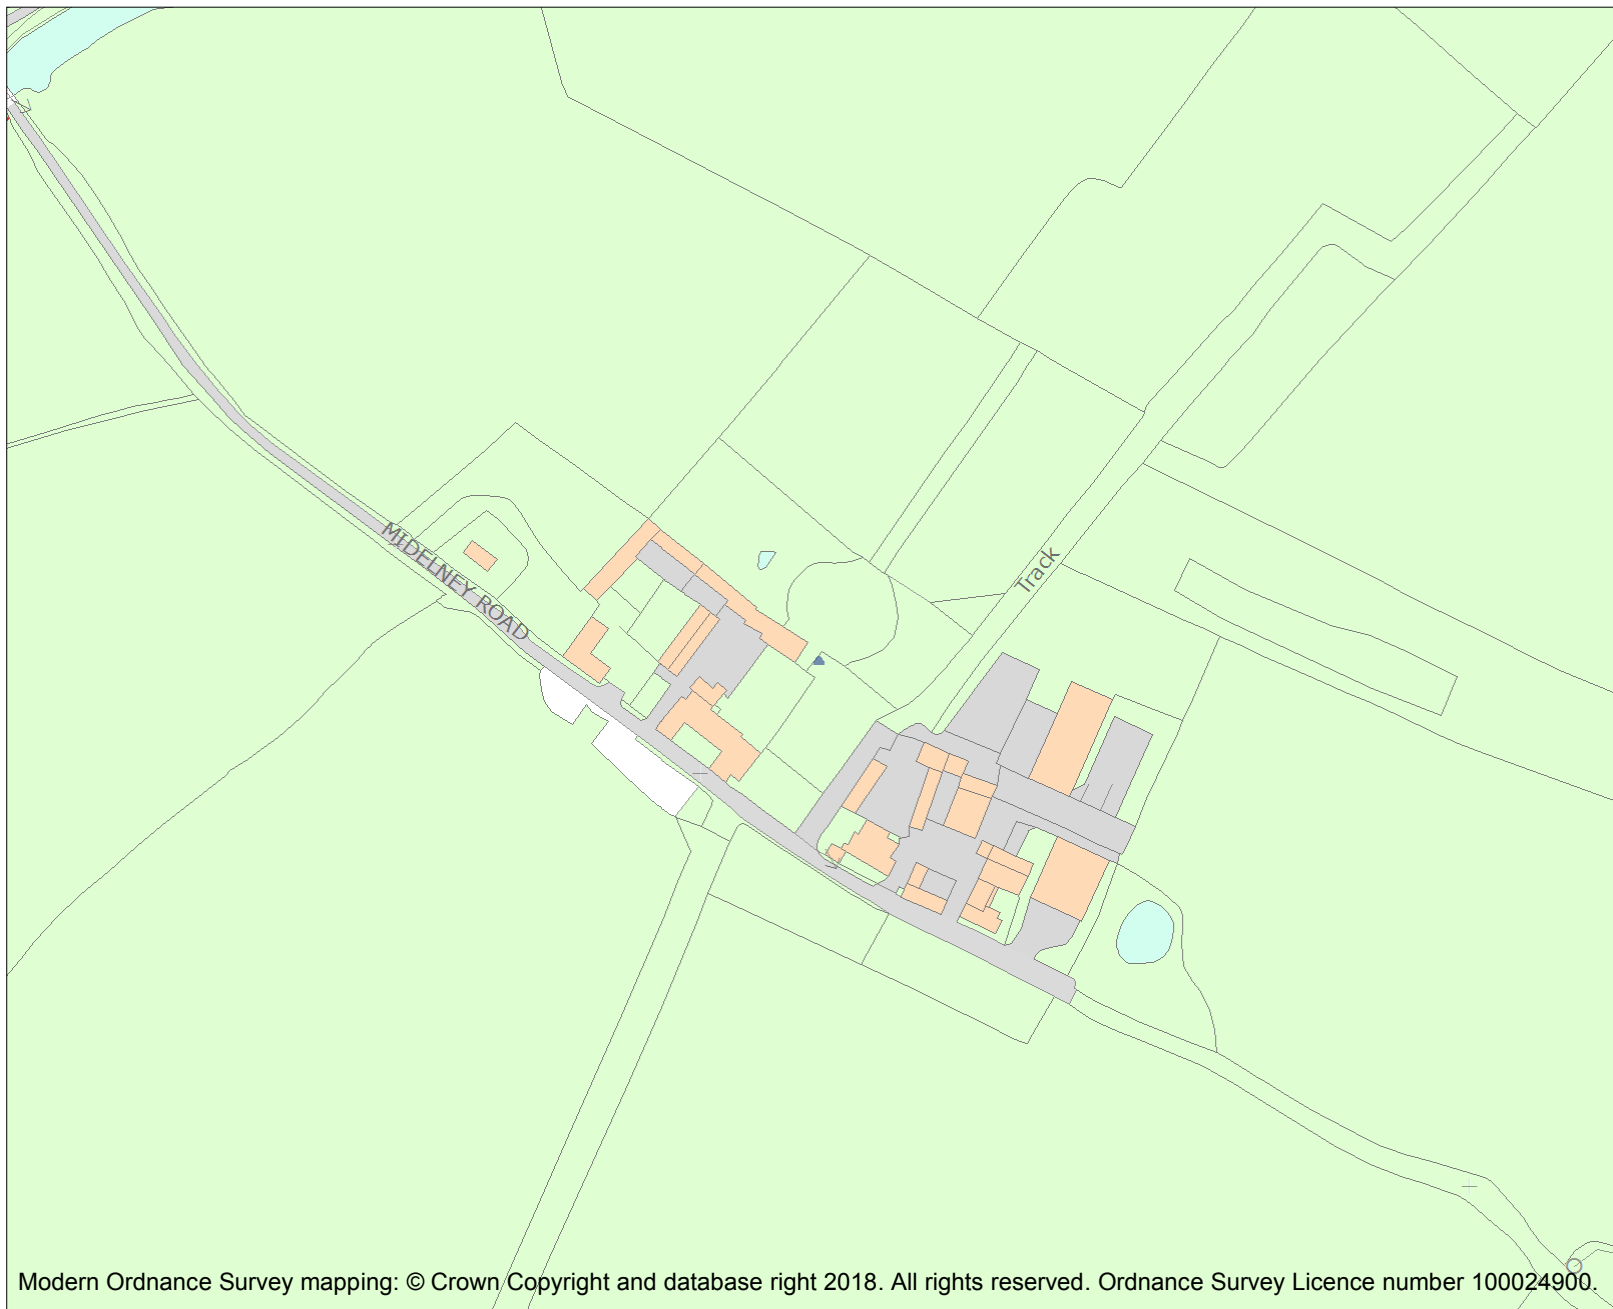 MIDELNEY ROAD
Track
Modern Ordnance Survey mapping: © Crown Copyright and database right 2018. All rights reserved. Ordnance Survey Licence number 100024900.